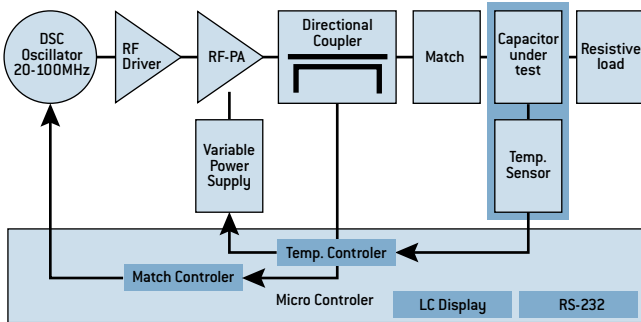 DSC
Oscillator
20-100MHz
RF
Driver
RF-PA
Directional
Coupler
Match
Capacitor
under
test
Resistive
load
Variable
Power
Supply
Temp.
Sensor
Temp. Controler
Match Controler
Micro Controler
LC Display
RS-232